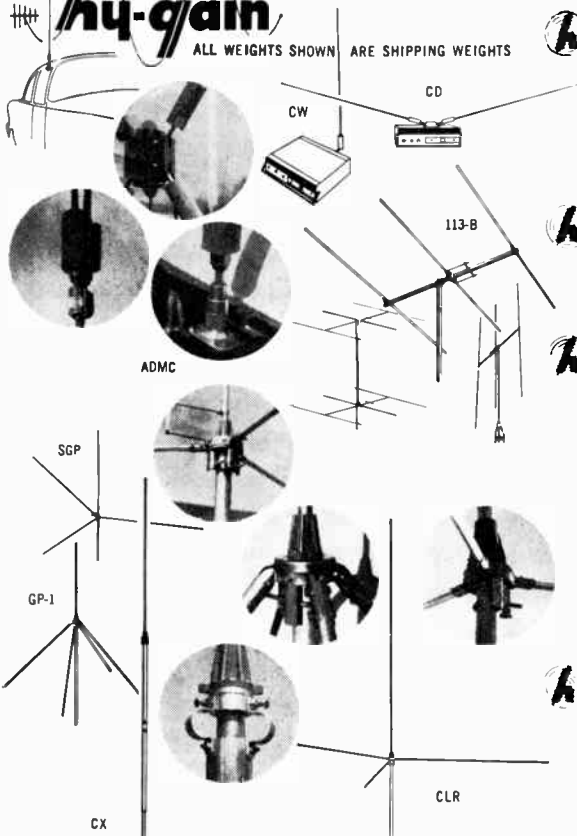 hy-gain
ALL WEIGHTS SHOWN ARE SHIPPING WEIGHTS
CW
CD
113-B
ADMC
SGP
GP-1
CX
CLR
h
h
h
h